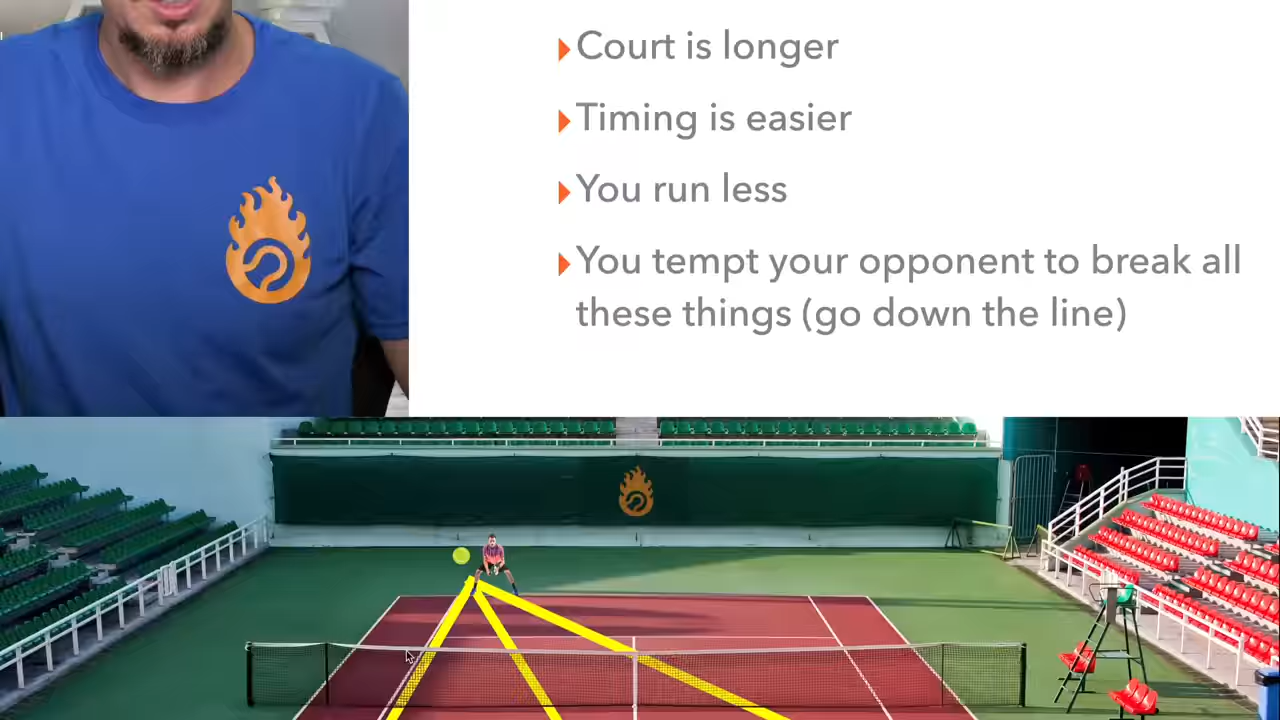 Court is longer
Timing is easier
You run less
You tempt your opponent to break all
these things (go down the line)